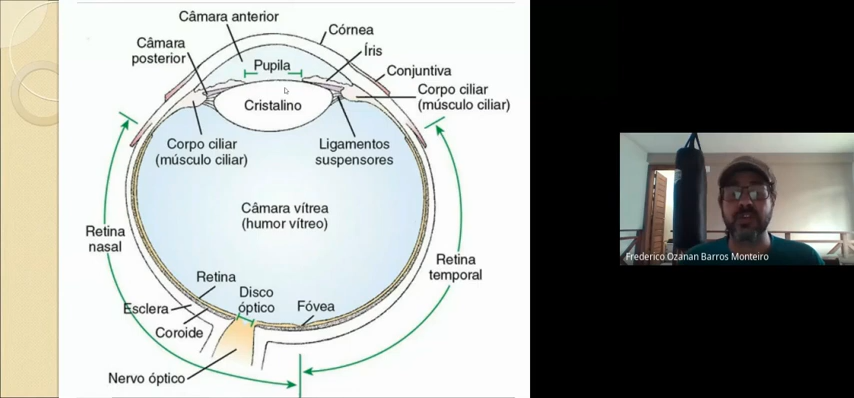 Câmara anterior
Córnea
Câmara
posterior
Íris
Pupila
Conjuntiva
Corpo ciliar
(músculo ciliar)
Cristalino
Corpo ciliar
(músculo ciliar)
Ligamentos
suspensores
Câmara vítrea
(humor vítreo)
Retina
nasal
Retina
temporal
Retina
Disco
óptico
Fóvea
Esclera
Coroide
Nervo óptico
Frederico Ozanan Barros Monteiro